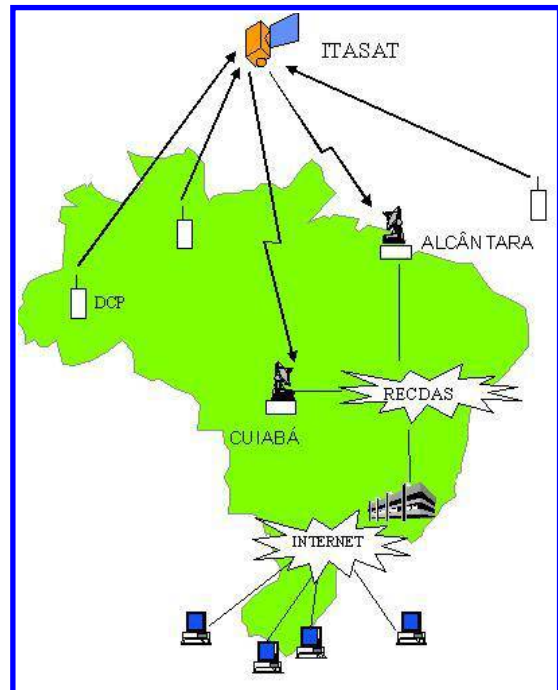 ITASAT
ALCÂNTARA
DCP
RECDAS
CUIABÁ
INTERNET